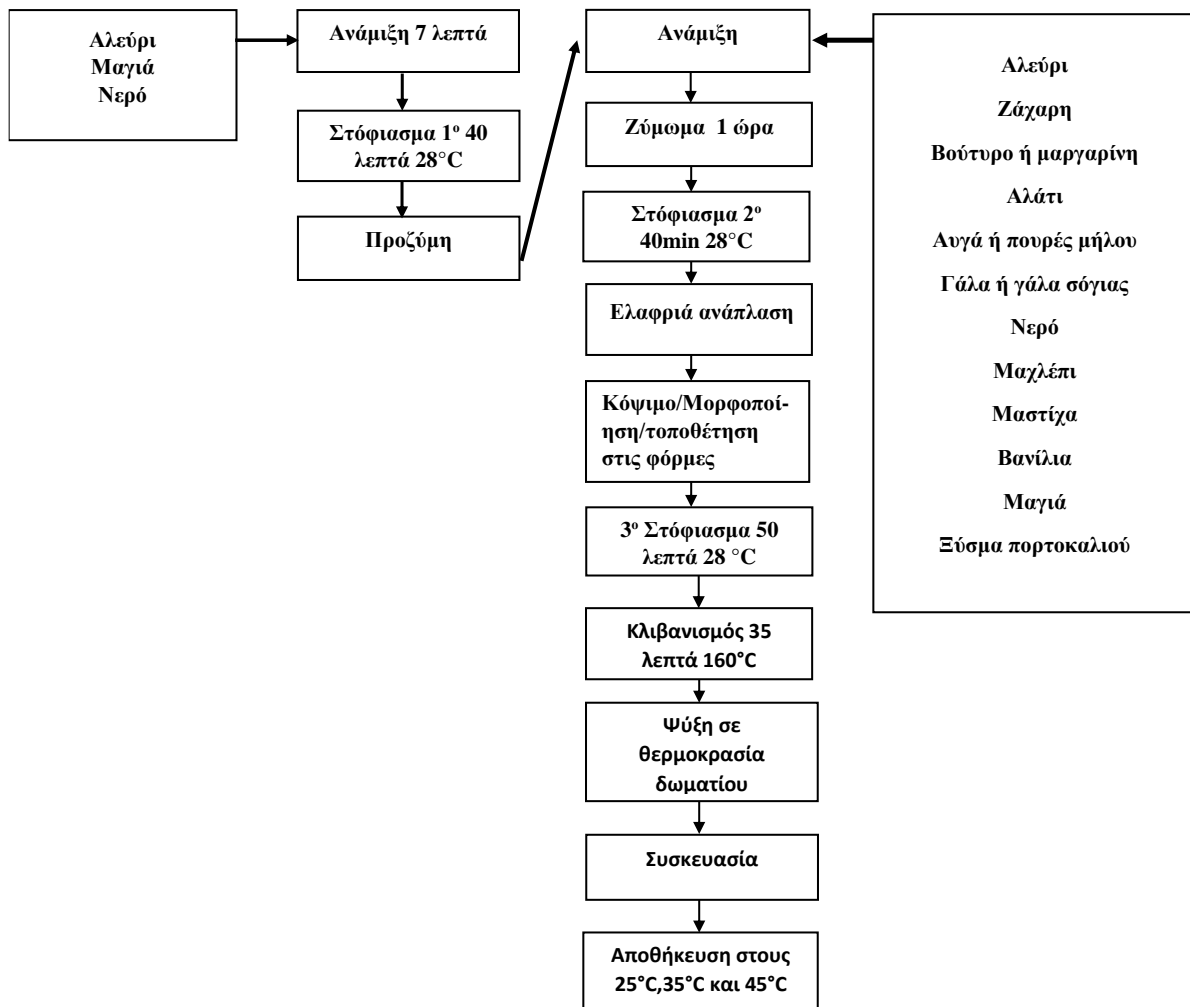 Αλεύρι
Μαγιά
Νερό
Ανάμιξη 7 λεπτά
Στόφιασμα 1ο 40
λεπτά 28°C
Προζύμη
Ανάμιξη
Ζύμωμα 1 ώρα
Στόφιασμα 2ο
40min 28°C
Ελαφριά ανάπλαση
Κόψιμο/Μορφοποί-
ηση/τοποθέτηση
στις φόρμες
3ο Στόφιασμα 50
λεπτά 28 °C
Κλιβανισμός 35
λεπτά 160°C
Ψύξη σε
θερμοκρασία
δωματίου
Συσκευασία
Αποθήκευση στους
25°C,35°C και 45°C
Αλεύρι
Ζάχαρη
Βούτυρο ή μαργαρίνη
Αλάτι
Αυγά ή πουρές μήλου
Γάλα ή γάλα σόγιας
Νερό
Μαχλέπι
Μαστίχα
Βανίλια
Μαγιά
Ξύσμα πορτοκαλιού